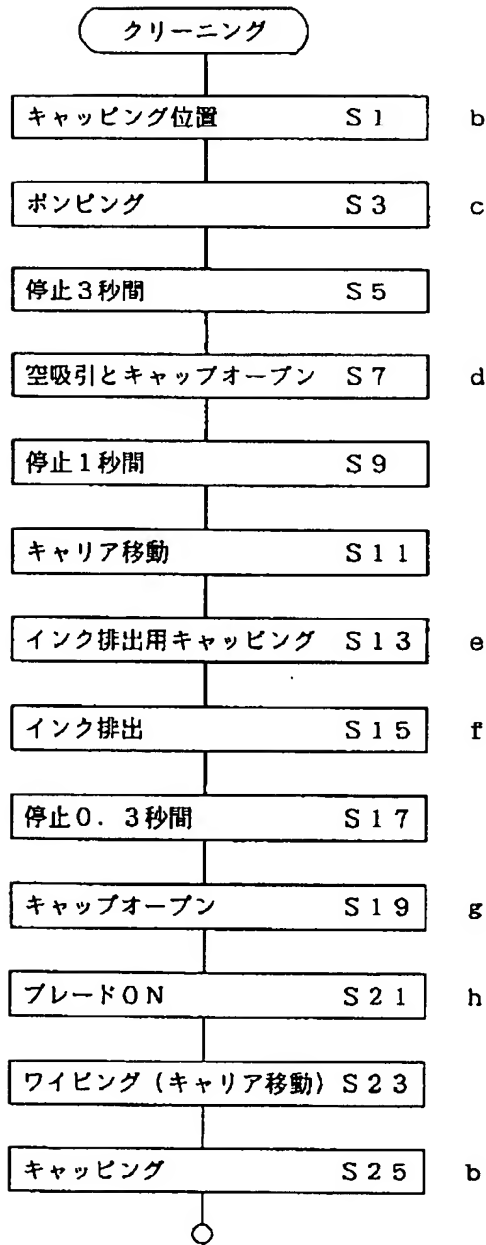 クリーニング
キャッピング位置 S1 b
ポンピング S3 c
停止3秒間 S5
空吸引とキャップオープン S7 d
停止1秒間 S9
キャリア移動 S11
インク排出用キャッピング S13 e
インク排出 S15 f
停止0.3秒間 S17
キャップオープン S19 g
ブレードON S21 h
ワイピング(キャリア移動) S23
キャッピング S25 b